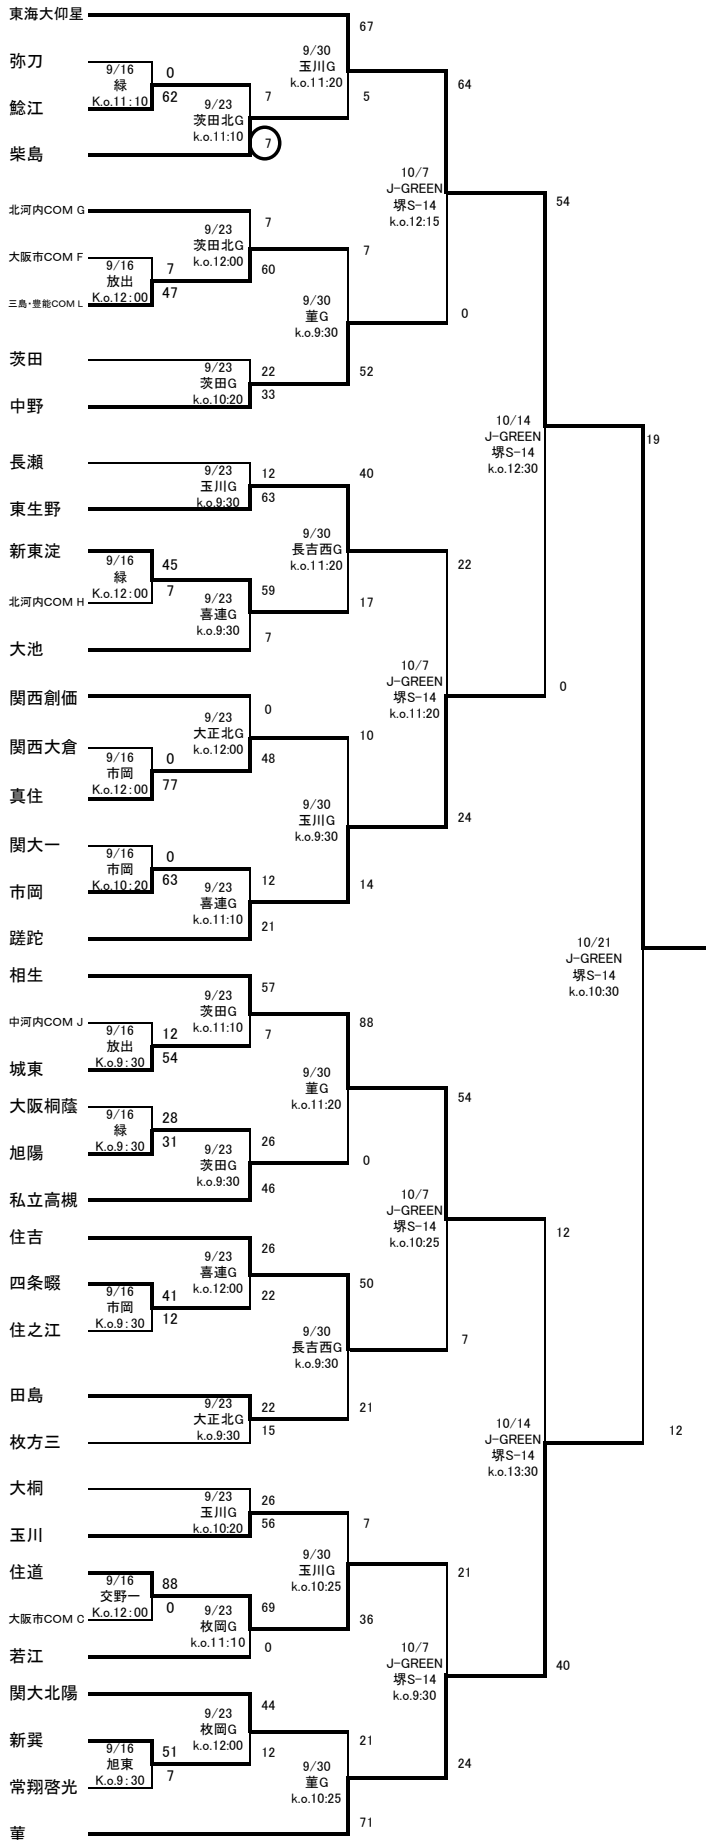 東海大仰星
67
9/30
玉川G
k.o.11:20
弥刀
9/16
緑
K.o.11:10
0
62
鯰江
9/23
茨田北G
k.o.11:10
7
7
柴島
5
64
10/7
J-GREEN
堺S-14
k.o.12:15
北河内COM G
7
9/23
茨田北G
k.o.12:00
60
大阪市COM F
9/16
放出
K.o.12:00
7
47
三島・豊能COM L
7
9/30
菫G
k.o.9:30
52
0
54
茨田
9/23
茨田G
k.o.10:20
22
33
中野
10/14
J-GREEN
堺S-14
k.o.12:30
19
長瀬
9/23
玉川G
k.o.9:30
12
63
東生野
40
9/30
長吉西G
k.o.11:20
17
新東淀
9/16
緑
K.o.12:00
45
7
北河内COM H
9/23
喜連G
k.o.9:30
59
7
大池
22
10/7
J-GREEN
堺S-14
k.o.11:20
0
関西創価
0
9/23
大正北G
k.o.12:00
48
関西大倉
9/16
市岡
K.o.12:00
0
77
真住
10
9/30
玉川G
k.o.9:30
14
24
関大一
9/16
市岡
K.o.10:20
0
63
市岡
9/23
喜連G
k.o.11:10
12
21
蹉跎
10/21
J-GREEN
堺S-14
k.o.10:30
相生
57
9/23
茨田G
k.o.11:10
7
中河内COM J
9/16
放出
K.o.9:30
12
54
城東
88
9/30
菫G
k.o.11:20
0
大阪桐蔭
9/16
緑
K.o.9:30
28
31
旭陽
9/23
茨田G
k.o.9:30
26
46
私立高槻
54
10/7
J-GREEN
堺S-14
k.o.10:25
7
12
住吉
26
9/23
喜連G
k.o.12:00
22
四条畷
9/16
市岡
K.o.9:30
41
12
住之江
50
9/30
長吉西G
k.o.9:30
21
田島
9/23
大正北G
k.o.9:30
22
15
枚方三
10/14
J-GREEN
堺S-14
k.o.13:30
12
大桐
9/23
玉川G
k.o.10:20
26
56
玉川
7
9/30
玉川G
k.o.10:25
36
住道
9/16
交野一
K.o.12:00
88
0
大阪市COM C
9/23
枚岡G
k.o.11:10
69
0
若江
21
10/7
J-GREEN
堺S-14
k.o.9:30
24
40
関大北陽
44
9/23
枚岡G
k.o.12:00
12
新巽
9/16
旭東
K.o.9:30
51
7
常翔啓光
21
9/30
菫G
k.o.10:25
71
菫